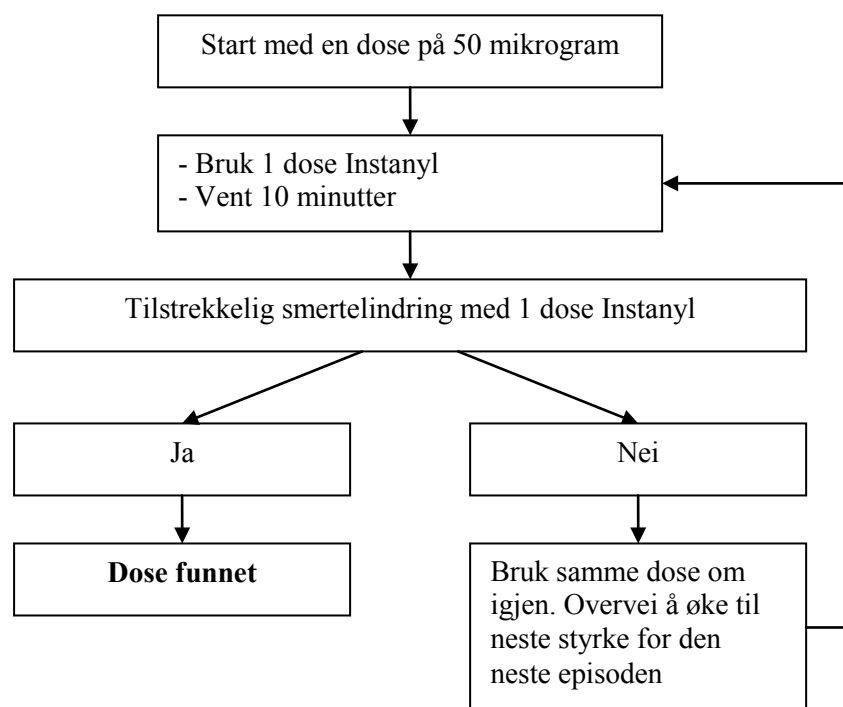 Start med en dose på 50 mikrogram
- Bruk 1 dose Instanyl
- Vent 10 minutter
Tilstrekkelig smertelindring med 1 dose Instanyl
Ja
Nei
Dose funnet
Bruk samme dose om
igjen. Overvei å øke til
neste styrke for den
neste episoden